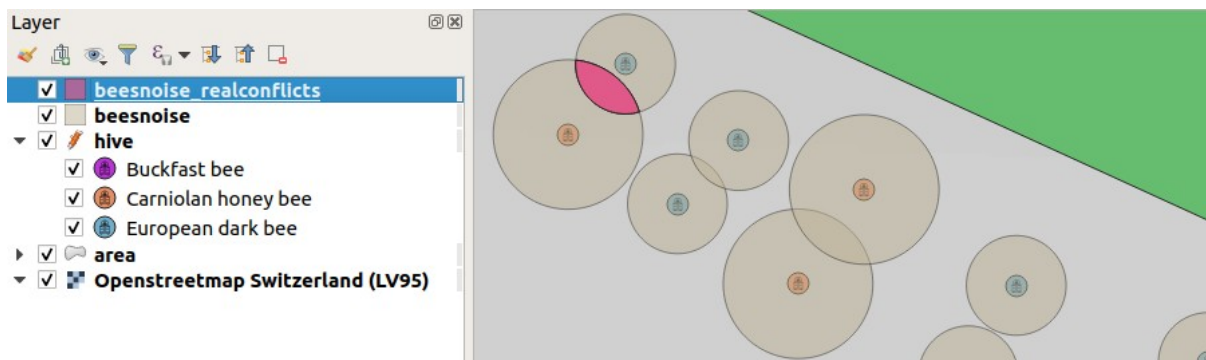 Layer
beesnoise_realconflicts
beesnoise
hive
Buckfast bee
Carniolan honey bee
European dark bee
area
Openstreetmap Switzerland (LV95)